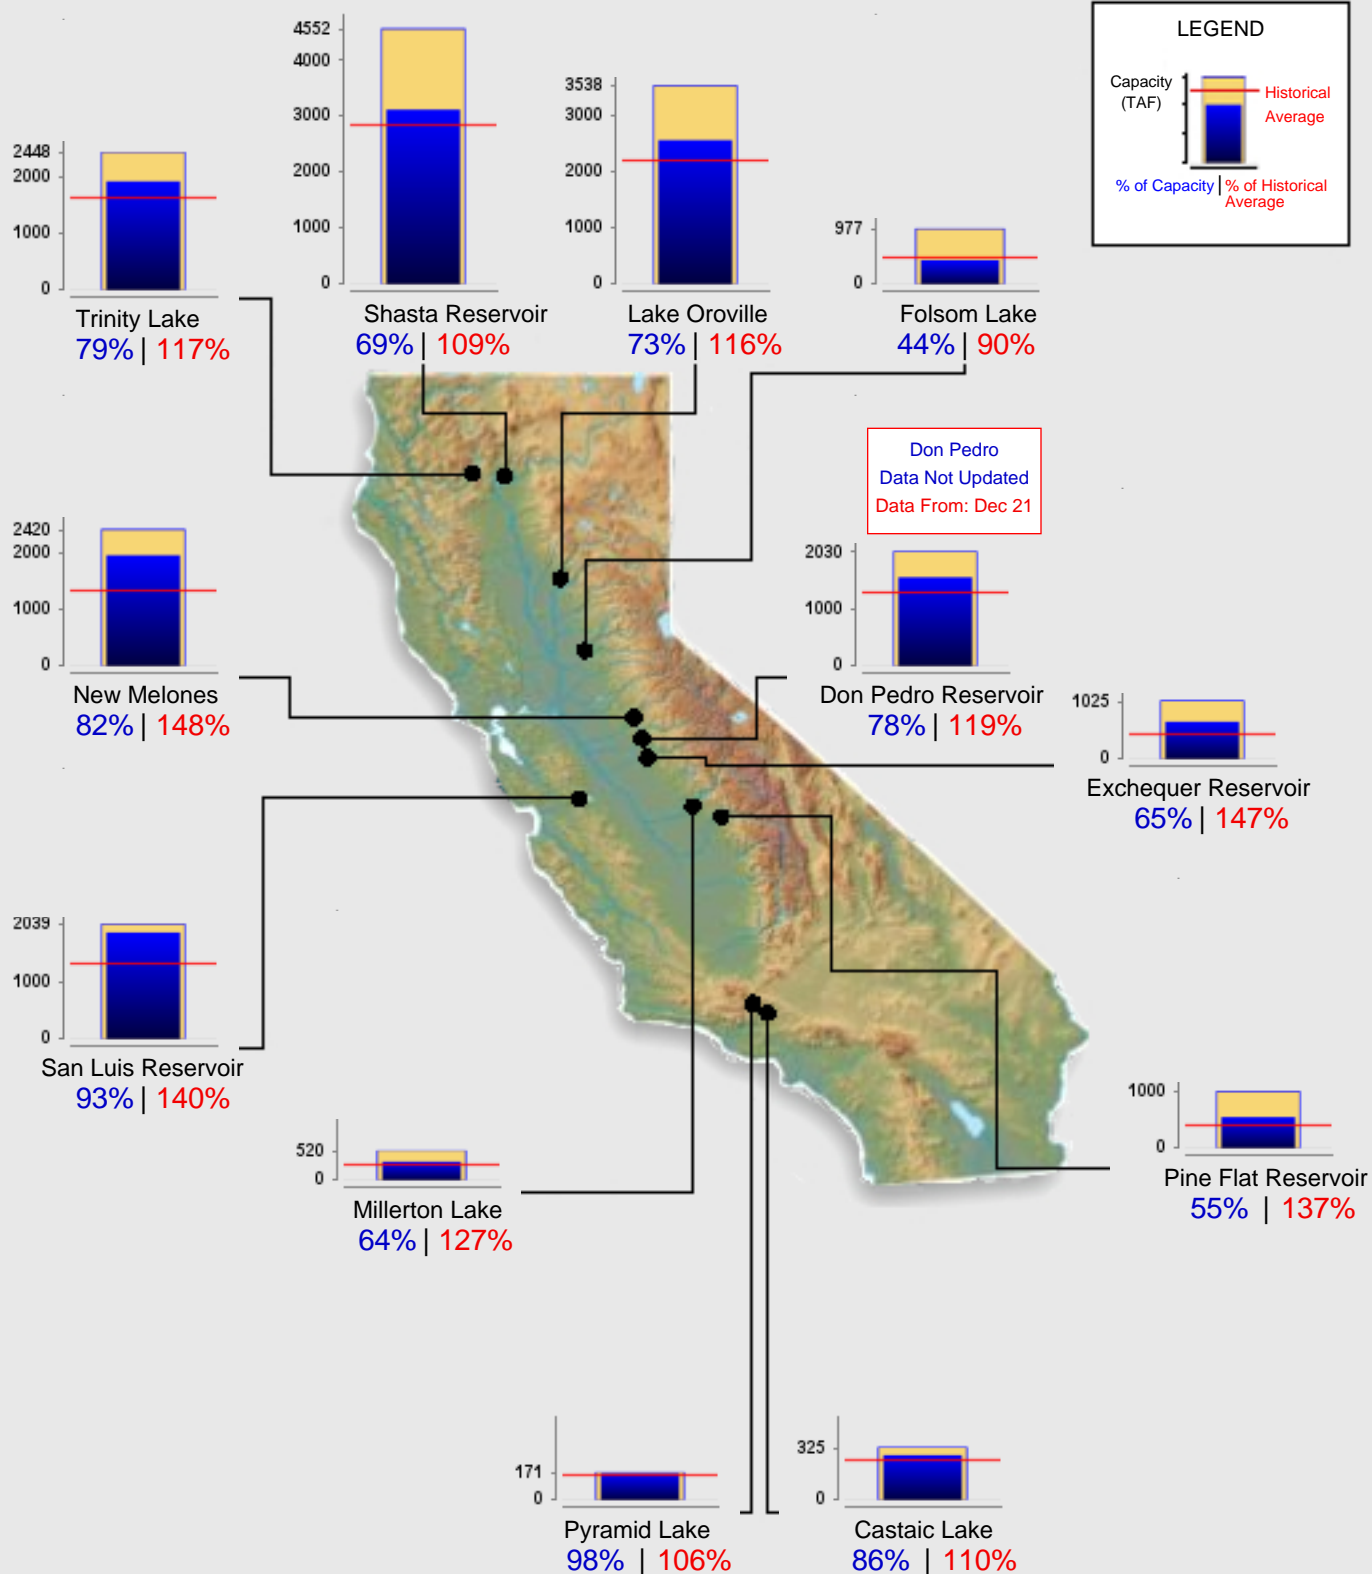 LEGEND
Capacity
(TAF)
Historical
Average
% of Capacity | % of Historical
Average
4552
4000
3000
2000
1000
0
Shasta Reservoir
69% | 109%
3538
3000
2000
1000
0
Lake Oroville
73% | 116%
977
0
Folsom Lake
44% | 90%
2448
2000
1000
0
Trinity Lake
79% | 117%
Don Pedro
Data Not Updated
Data From: Dec 21
2030
1000
0
Don Pedro Reservoir
78% | 119%
2420
2000
1000
0
New Melones
82% | 148%
1025
0
Exchequer Reservoir
65% | 147%
2039
1000
0
San Luis Reservoir
93% | 140%
520
0
Millerton Lake
64% | 127%
1000
0
Pine Flat Reservoir
55% | 137%
171
0
Pyramid Lake
98% | 106%
325
0
Castaic Lake
86% | 110%